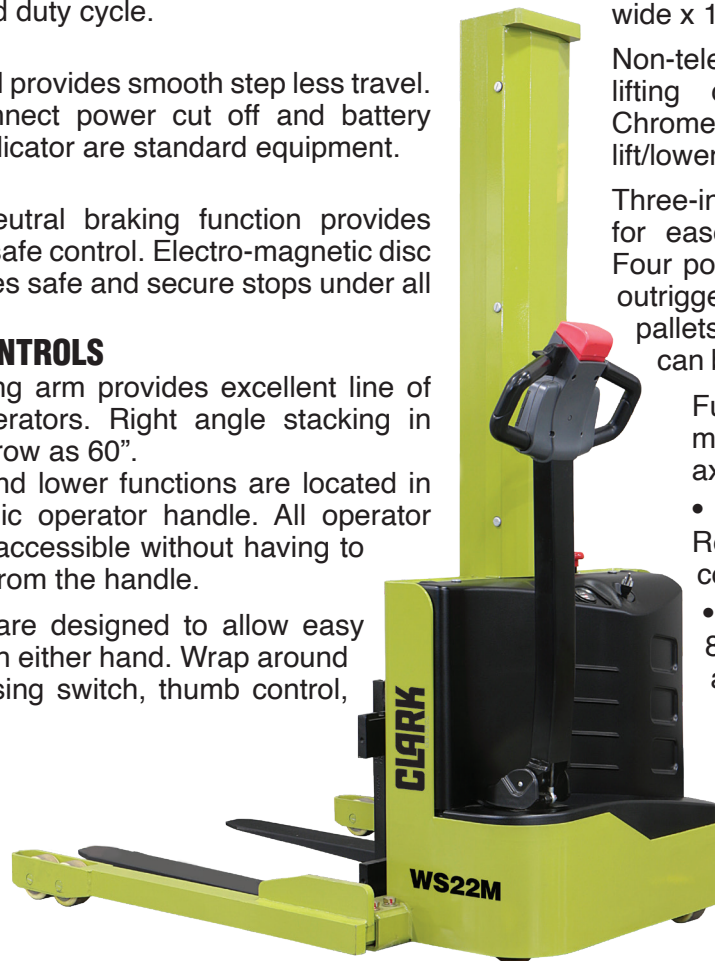 d duty cycle.
provides smooth step less travel.
nnect power cut off and battery
dicator are standard equipment.
eutral braking function provides
safe control. Electro-magnetic disc
es safe and secure stops under all
NTROLS
ng arm provides excellent line of
erators. Right angle stacking in
row as 60”.
nd lower functions are located in
ic operator handle. All operator
accessible without having to
from the handle.
are designed to allow easy
n either hand. Wrap around
sing switch, thumb control,
wide x 1
Non-tele
lifting
Chrome
lift/lower
Three-in
for ease
Four po
outrigge
pallets
can
Fu
m
ax
•
Re
co
•
8
a
CLARK
WS22M